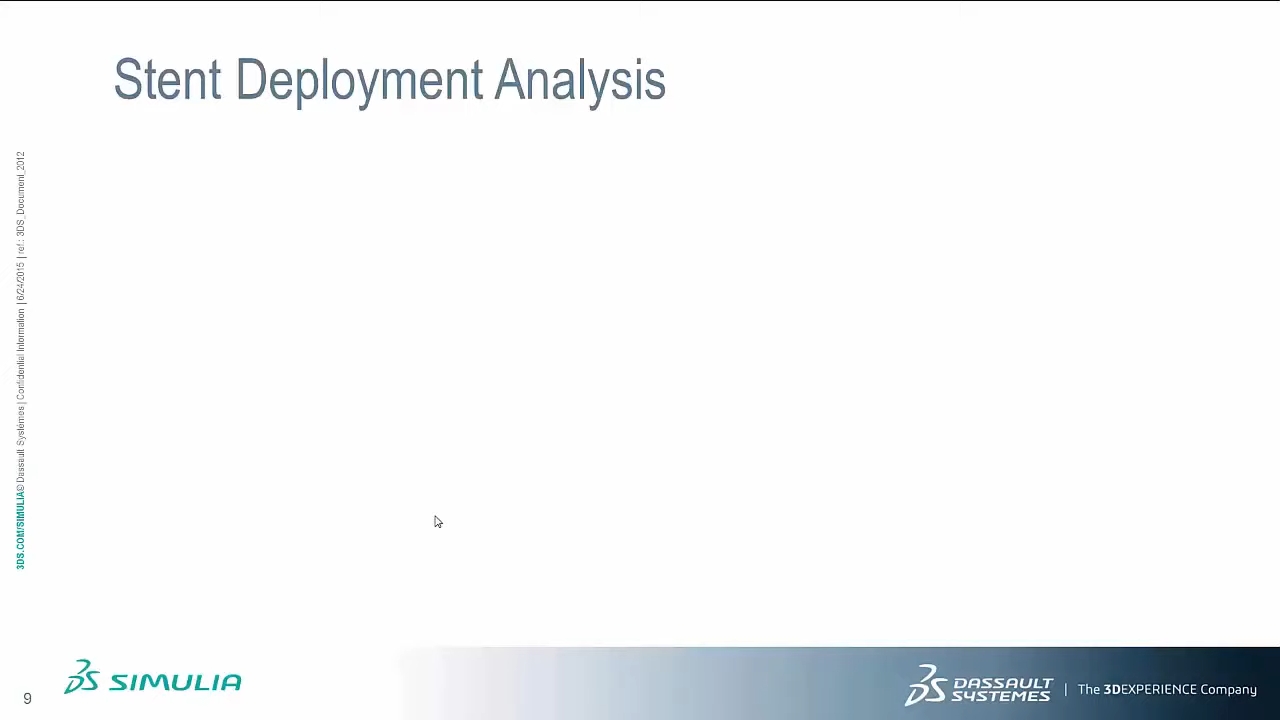 Stent Deployment Analysis
3DS.COM/SIMULIA© Dassault Systèmes | Confidential Information | 6/24/2015 | ref.: 3DS_Document_2012
9
SIMULIA
DASSAULT
SYSTEMES
The 3DEXPERIENCE Company